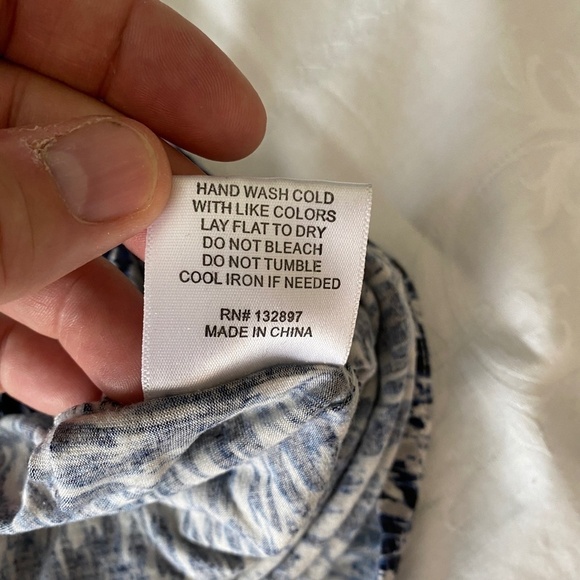 HAND WASH COLD
WITH LIKE COLORS
LAY FLAT TO DRY
DO NOT BLEACH
DO NOT TUMBLE
COOL IRON IF NEEDED
RN# 132897
MADE IN CHINA